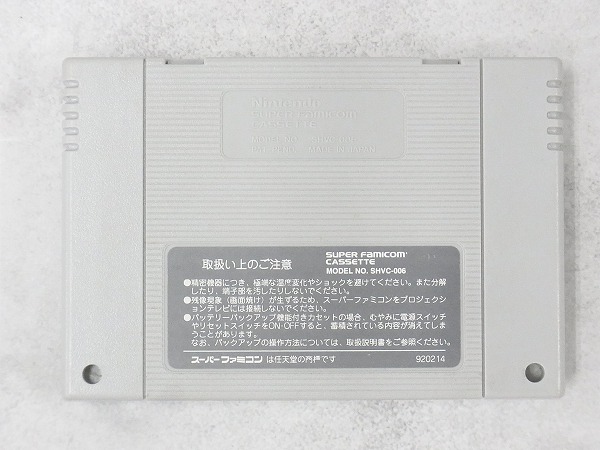 Nintendo
SUPER FAMICOM
CASSETTE
MADE IN JAPAN
取扱い上のご注意
SUPER FAMICOM
CASSETTE
MODEL NO. SHVC-006
●精密機器につき、極端な温度変化やショックを避けてください。また分解
したり、端子部を汚したりしないでください。
●残像現象(画面焼け)が生ずるため、スーパーファミコンをプロジェクシ
ョンテレビには接続しないでください。
●バッテリーバックアップ機能付きカセットの場合、むやみに電源スイッチ
やリセットスイッチをON・OFFすると、蓄積されている内容が消えてしま
うことがあります。
なお、バックアップの操作方法については、取扱説明書をご参照ください。
スーパーファミコン は任天堂の商標です
920214